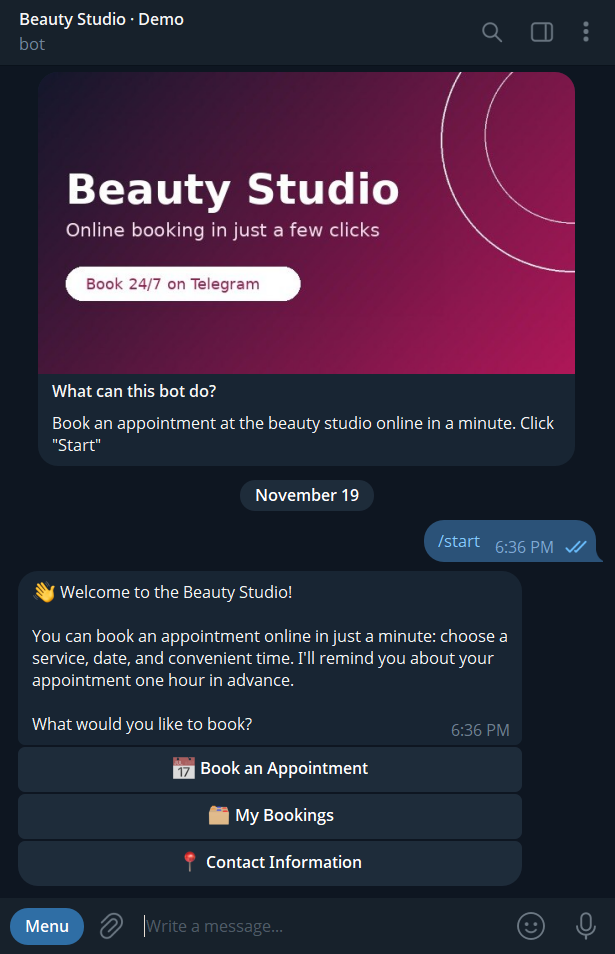 Beauty Studio · Demo
bot
Beauty Studio
Online booking in just a few clicks
Book 24/7 on Telegram
What can this bot do?
Book an appointment at the beauty studio online in a minute. Click
"Start"
November 19
/start 6:36 PM
👋 Welcome to the Beauty Studio!
You can book an appointment online in just a minute: choose a
service, date, and convenient time. I'll remind you about your
appointment one hour in advance.
What would you like to book? 6:36 PM
📅 Book an Appointment
🗂️ My Bookings
📍 Contact Information
Menu Write a message...